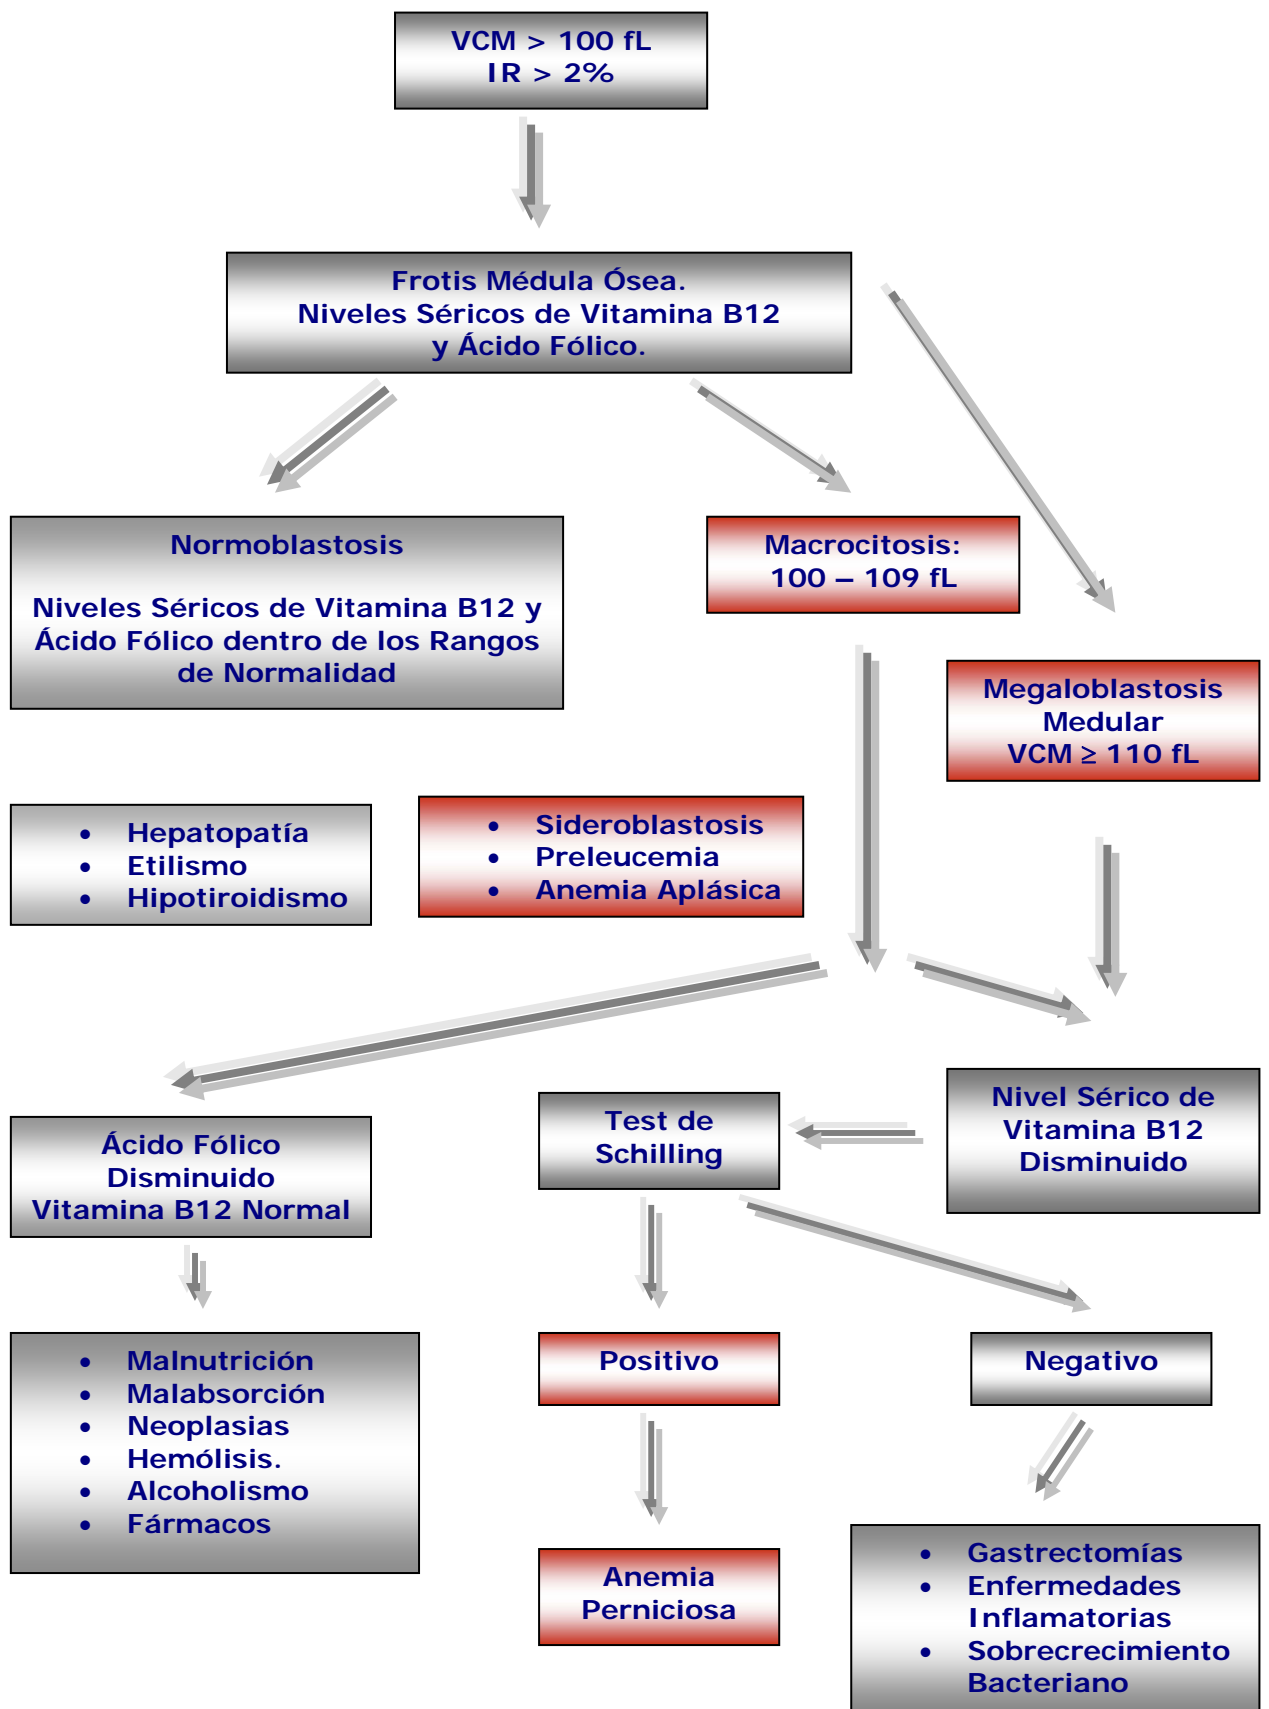 VCM > 100 fL
IR > 2%
Frotis Médula Ósea.
Niveles Séricos de Vitamina B12
y Ácido Fólico.
Normoblastosis
Niveles Séricos de Vitamina B12 y
Ácido Fólico dentro de los Rangos
de Normalidad
Macrocitosis:
100 – 109 fL
Megaloblastosis
Medular
VCM ≥ 110 fL
• Hepatopatía
• Etilismo
• Hipotiroidismo
• Sideroblastosis
• Preleucemia
• Anemia Aplásica
Ácido Fólico
Disminuido
Vitamina B12 Normal
Test de
Schilling
Nivel Sérico de
Vitamina B12
Disminuido
• Malnutrición
• Malabsorción
• Neoplasias
• Hemólisis.
• Alcoholismo
• Fármacos
Positivo
Negativo
Anemia
Perniciosa
• Gastrectomías
• Enfermedades
Inflamatorias
• Sobrecrecimiento
Bacteriano